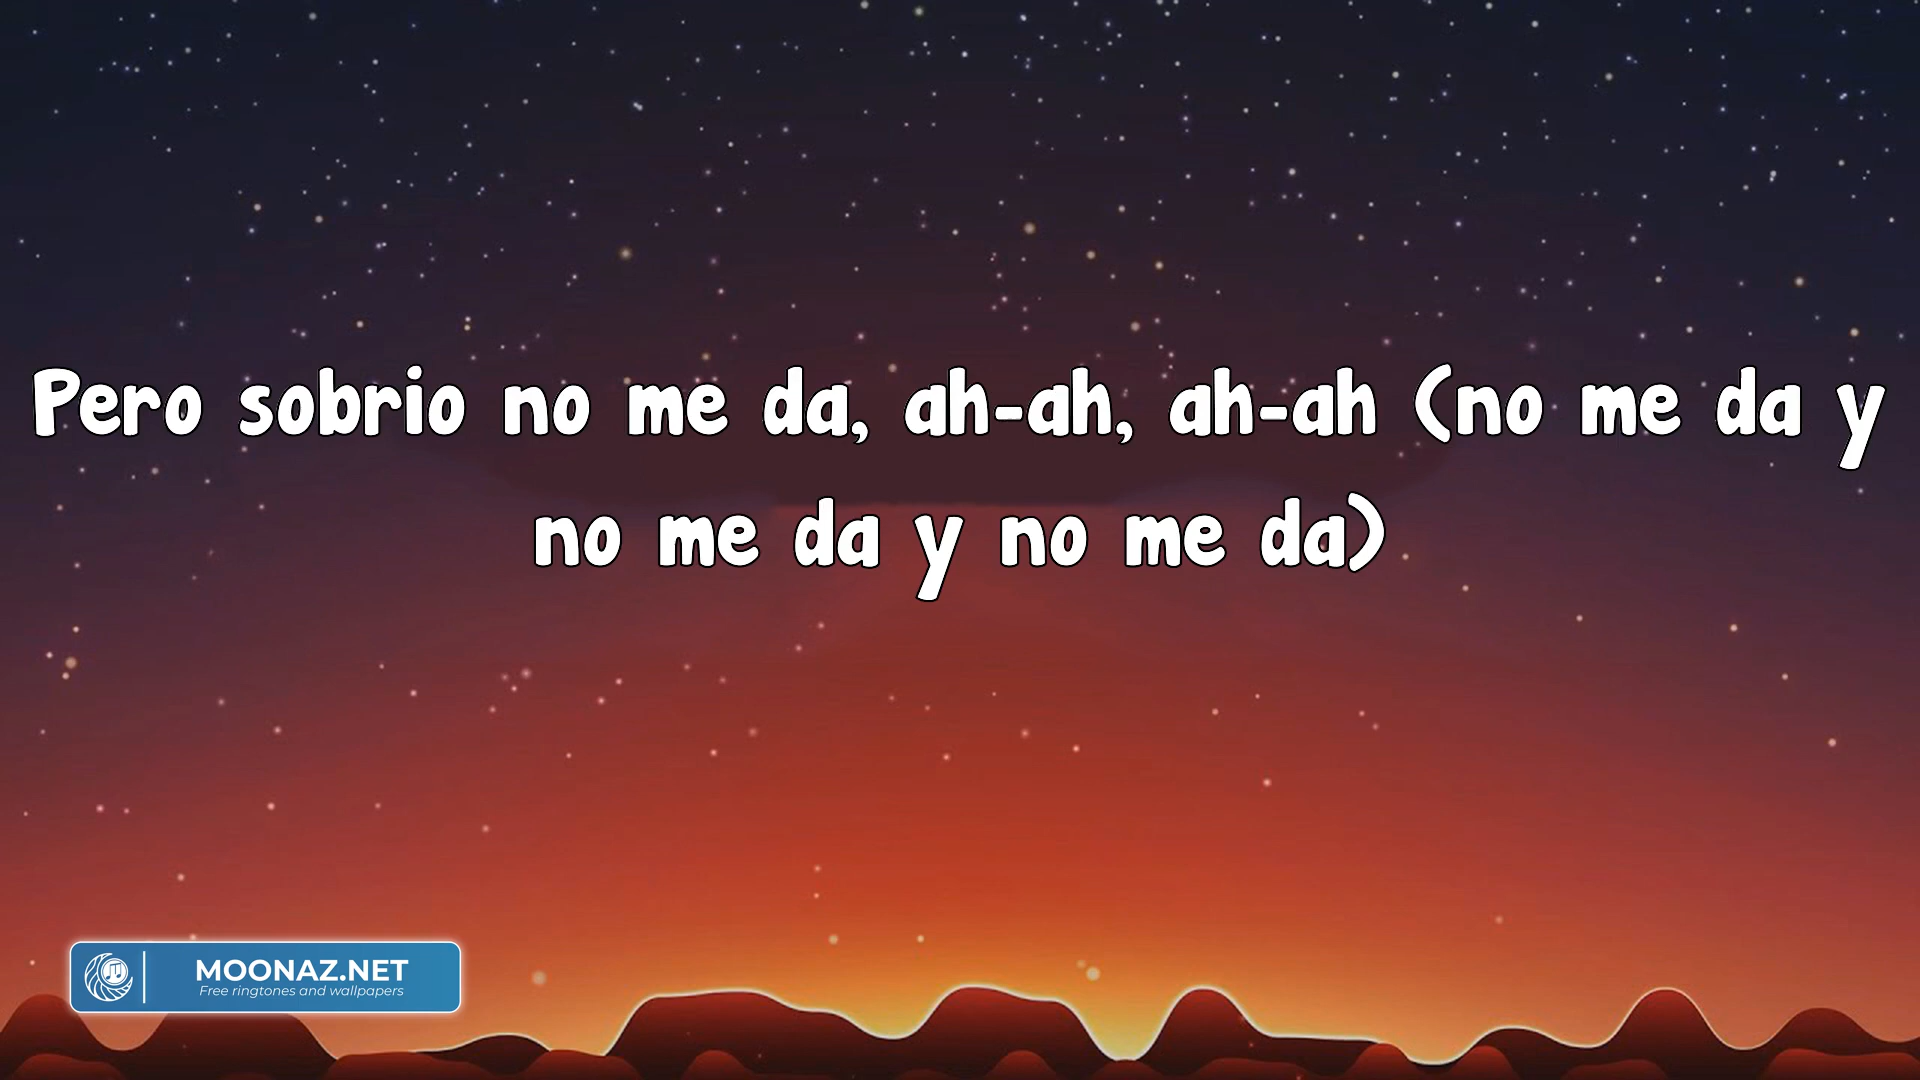 Pero sobrio no me da, ah-ah, ah-ah (no me da y
no me da y no me da)
MOONAZ.NET
Free ringtones and wallpapers